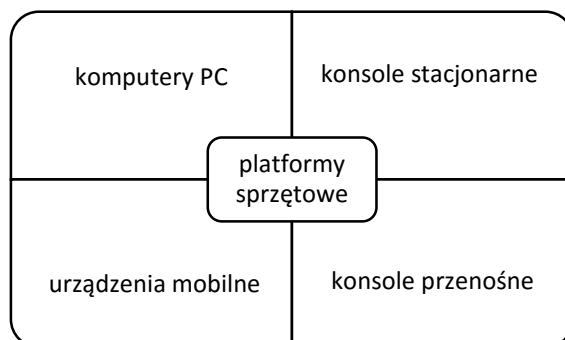 komputery PC
konsole stacjonarne
platformy
sprzętowe
urządzenia mobilne
konsole przenośne